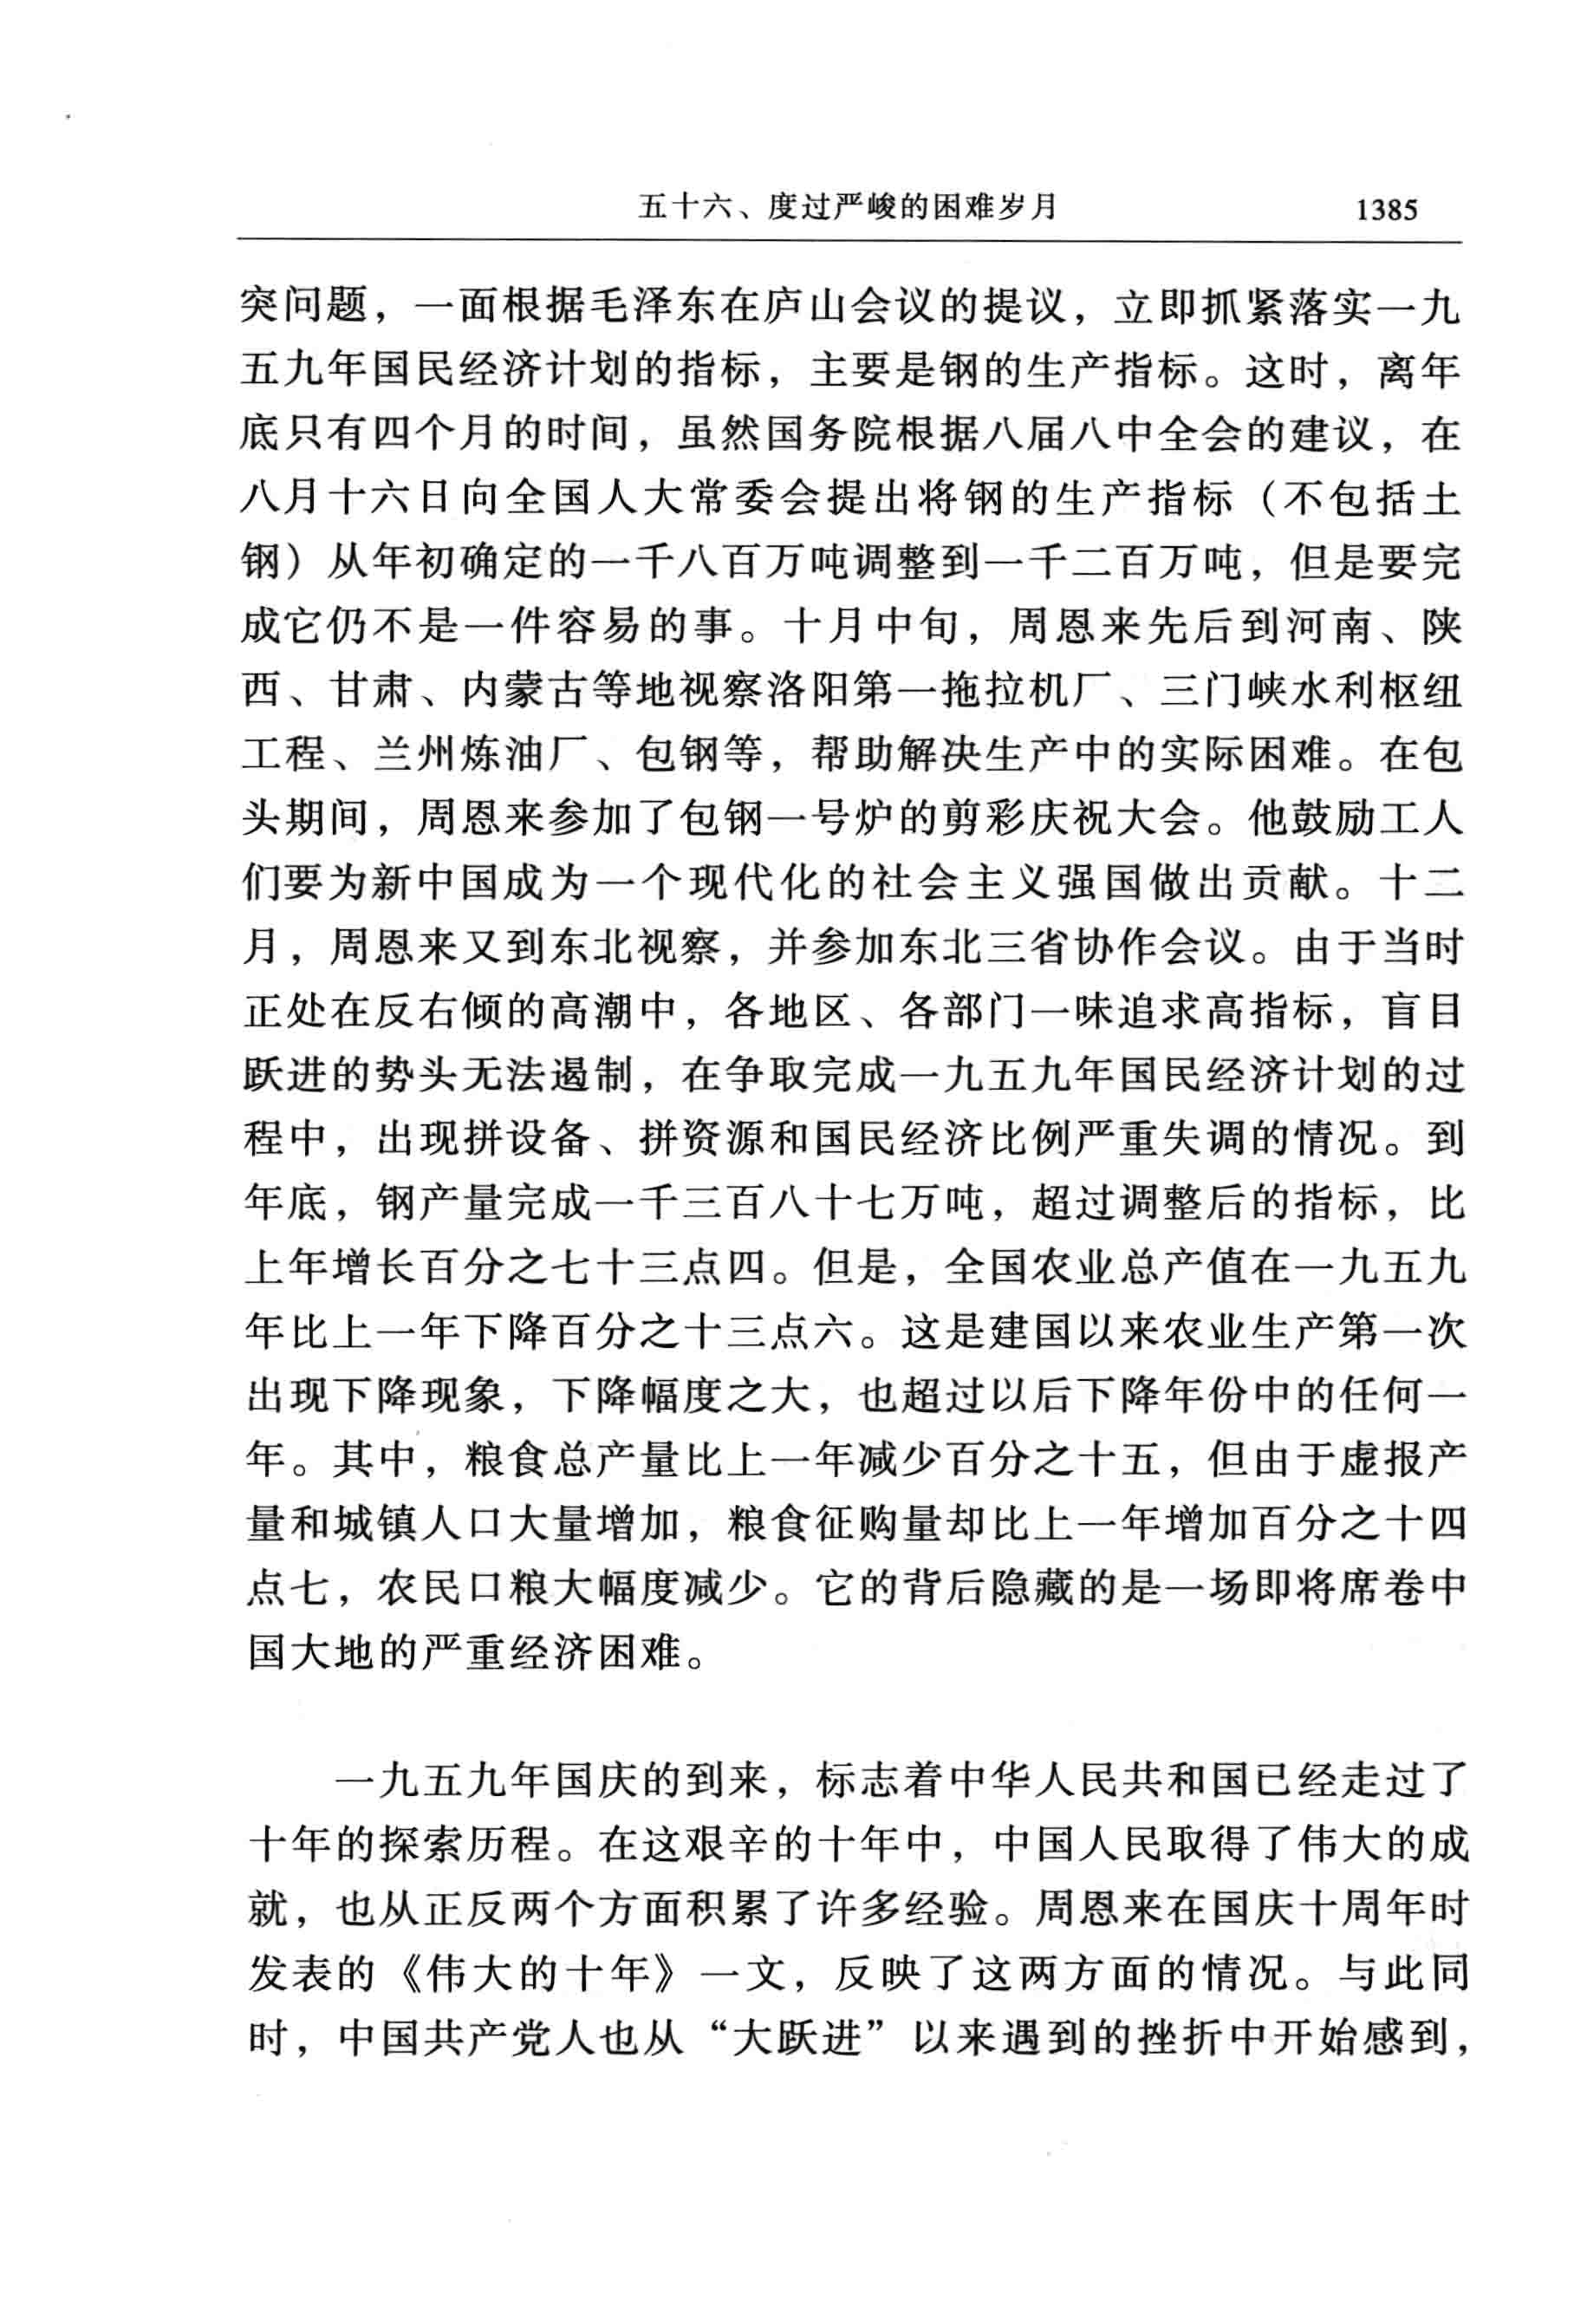 五十六、度过严峻的困难岁月 1385
突问题，一面根据毛泽东在庐山会议的提议，立即抓紧落实一九
五九年国民经济计划的指标，主要是钢的生产指标。这时，离年
底只有四个月的时间，虽然国务院根据八届八中全会的建议，在
八月十六日向全国人大常委会提出将钢的生产指标（不包括土
钢）从年初确定的一千八百万吨调整到一千二百万吨，但是要完
成它仍不是一件容易的事。十月中旬，周恩来先后到河南、陕
西、甘肃、内蒙古等地视察洛阳第一拖拉机厂、三门峡水利枢纽
工程、兰州炼油厂、包钢等，帮助解决生产中的实际困难。在包
头期间，周恩来参加了包钢一号炉的剪彩庆祝大会。他鼓励工人
们要为新中国成为一个现代化的社会主义强国做出贡献。十二
月，周恩来又到东北视察，并参加东北三省协作会议。由于当时
正处在反右倾的高潮中，各地区、各部门一味追求高指标，盲目
跃进的势头无法遏制，在争取完成一九五九年国民经济计划的过
程中，出现拼设备、拼资源和国民经济比例严重失调的情况。到
年底，钢产量完成一千三百八十七万吨，超过调整后的指标，比
上年增长百分之七十三点四。但是，全国农业总产值在一九五九
年比上一年下降百分之十三点六。这是建国以来农业生产第一次
出现下降现象，下降幅度之大，也超过以后下降年份中的任何一
年。其中，粮食总产量比上一年减少百分之十五，但由于虚报产
量和城镇人口大量增加，粮食征购量却比上一年增加百分之十四
点七，农民口粮大幅度减少。它的背后隐藏的是一场即将席卷中
国大地的严重经济困难。
一九五九年国庆的到来，标志着中华人民共和国已经走过了
十年的探索历程。在这艰辛的十年中，中国人民取得了伟大的成
就，也从正反两个方面积累了许多经验。周恩来在国庆十周年时
发表的《伟大的十年》一文，反映了这两方面的情况。与此同
时，中国共产党人也从“大跃进”以来遇到的挫折中开始感到，